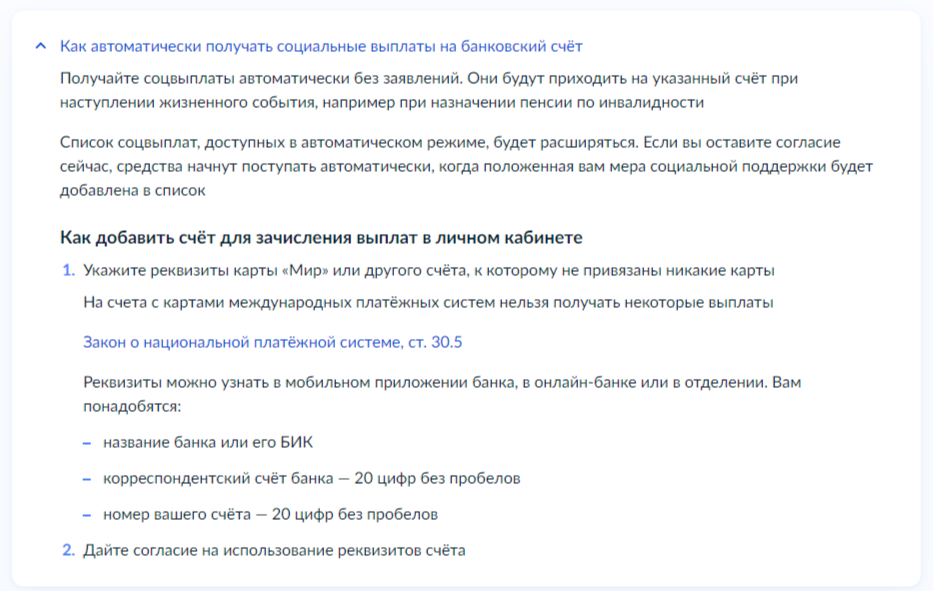 Как автоматически получать социальные выплаты на банковский счёт
Получайте соцвыплаты автоматически без заявлений. Они будут приходить на указанный счёт при
наступлении жизненного события, например при назначении пенсии по инвалидности
Список соцвыплат, доступных в автоматическом режиме, будет расширяться. Если вы оставите согласие
сейчас, средства начнут поступать автоматически, когда положенная вам мера социальной поддержки будет
добавлена в список
Как добавить счёт для зачисления выплат в личном кабинете
1. Укажите реквизиты карты «Мир» или другого счёта, к которому не привязаны никакие карты
На счета с картами международных платёжных систем нельзя получать некоторые выплаты
Закон о национальной платёжной системе, ст. 30.5
Реквизиты можно узнать в мобильном приложении банка, в онлайн-банке или в отделении. Вам
понадобятся:
– название банка или его БИК
– корреспондентский счёт банка — 20 цифр без пробелов
– номер вашего счёта — 20 цифр без пробелов
2. Дайте согласие на использование реквизитов счёта